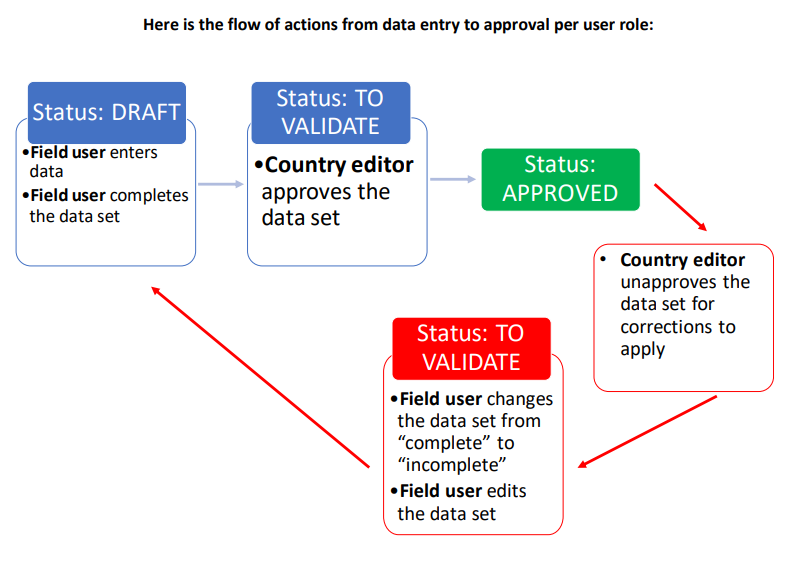 Here is the flow of actions from data entry to approval per user role:
Status: DRAFT
•Field user enters
data
•Field user completes
the data set
Status: TO
VALIDATE
•Country editor
approves the
data set
Status:
APPROVED
• Country editor
unapproves the
data set for
corrections to
apply
Status: TO
VALIDATE
•Field user changes
the data set from
“complete” to
“incomplete”
•Field user edits
the data set